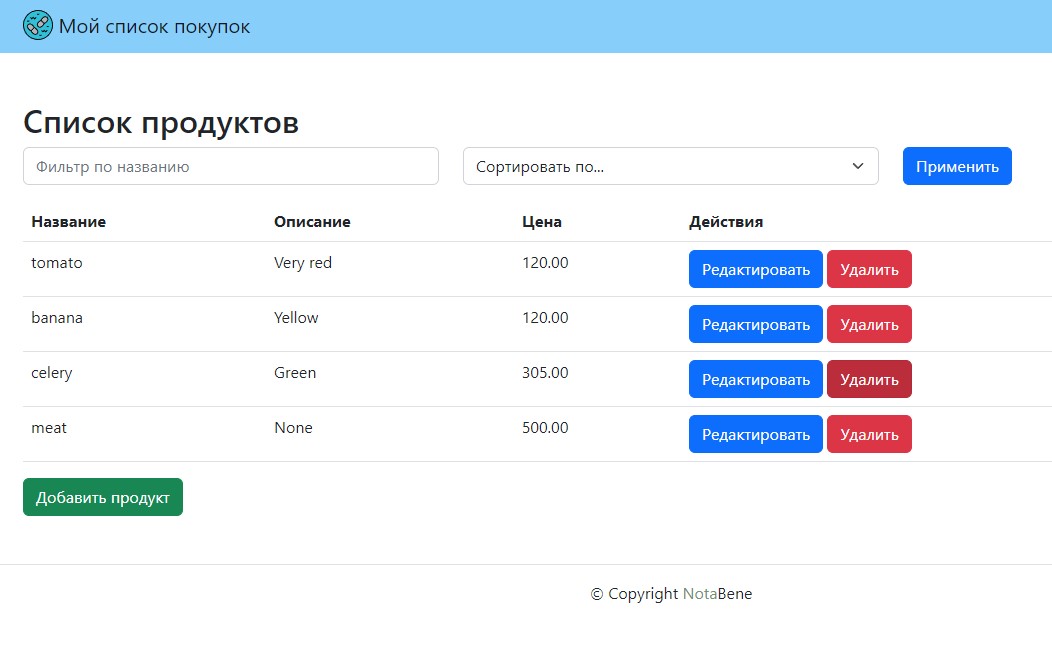 Мой список покупок
Список продуктов
Фильтр по названию Сортировать по... Применить
Название Описание Цена Действия
tomato Very red 120.00 Редактировать Удалить
banana Yellow 120.00 Редактировать Удалить
celery Green 305.00 Редактировать Удалить
meat None 500.00 Редактировать Удалить
Добавить продукт
© Copyright NotaBene